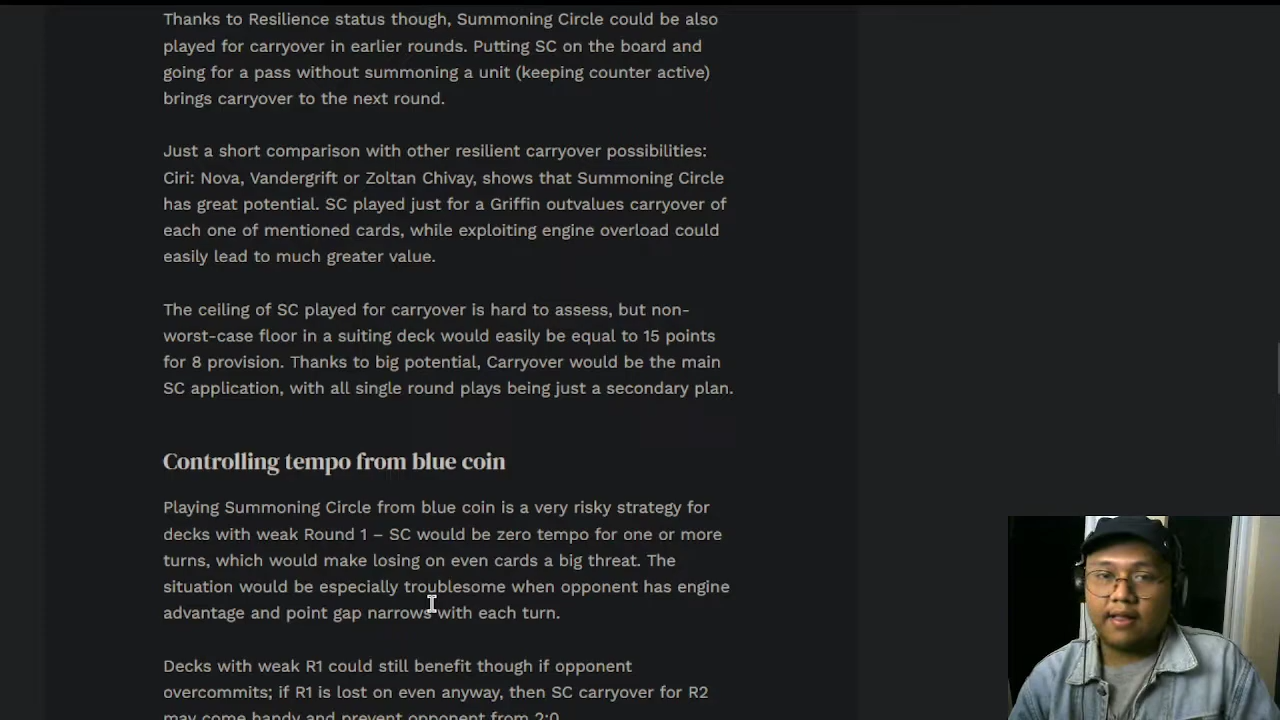 Thanks to Resilience status though, Summoning Circle could be also
played for carryover in earlier rounds. Putting SC on the board and
going for a pass without summoning a unit (keeping counter active)
brings carryover to the next round.
Just a short comparison with other resilient carryover possibilities:
Ciri: Nova, Vandergrift or Zoltan Chivay, shows that Summoning Circle
has great potential. SC played just for a Griffin outvalues carryover of
each one of mentioned cards, while exploiting engine overload could
easily lead to much greater value.
The ceiling of SC played for carryover is hard to assess, but non-
worst-case floor in a suiting deck would easily be equal to 15 points
for 8 provision. Thanks to big potential, Carryover would be the main
SC application, with all single round plays being just a secondary plan.
Controlling tempo from blue coin
Playing Summoning Circle from blue coin is a very risky strategy for
decks with weak Round 1 – SC would be zero tempo for one or more
turns, which would make losing on even cards a big threat. The
situation would be especially troublesome when opponent has engine
advantage and point gap narrows with each turn.
Decks with weak R1 could still benefit though if opponent
overcommits; if R1 is lost on even anyway, then SC carryover for R2
may come handy and prevent opponent from 2:0